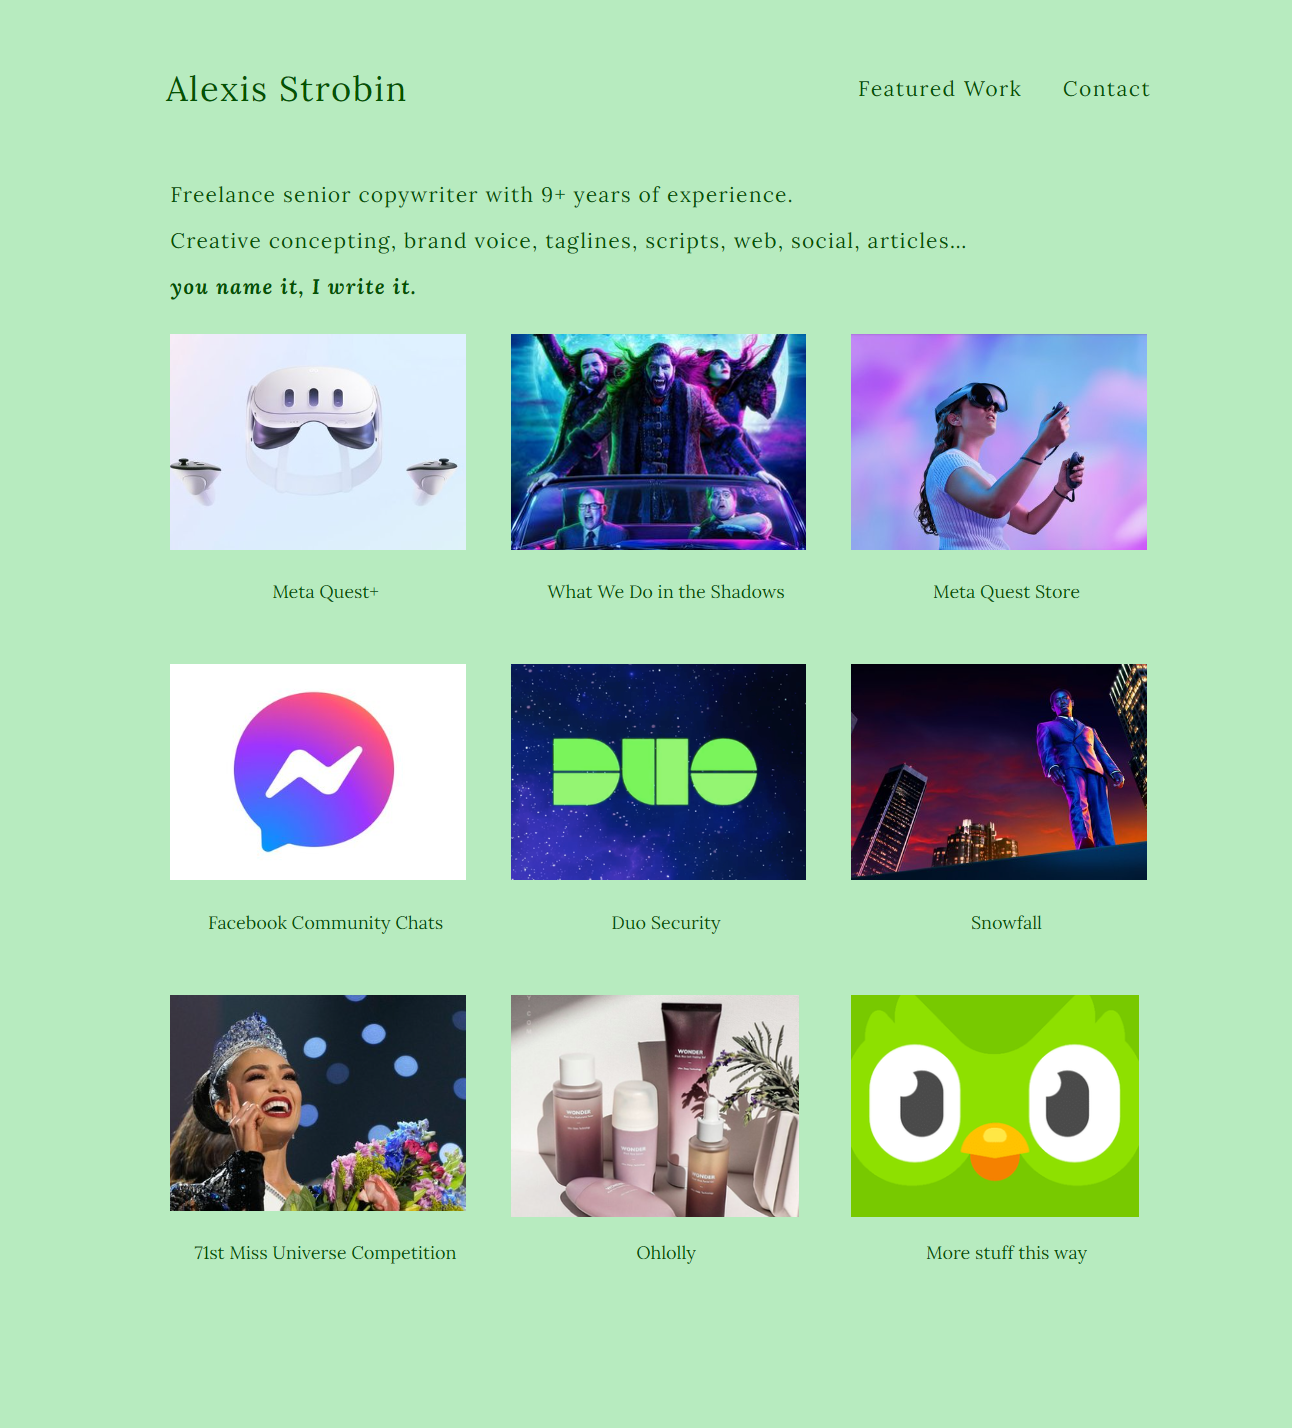 Alexis Strobin
Featured Work
Contact
Freelance senior copywriter with 9+ years of experience.
Creative concepting, brand voice, taglines, scripts, web, social, articles...
you name it, I write it.
Meta Quest+
What We Do in the Shadows
Meta Quest Store
DUO
Facebook Community Chats
Duo Security
Snowfall
WONDER
WONDER
WONDER
WONDER
71st Miss Universe Competition
Ohlolly
More stuff this way